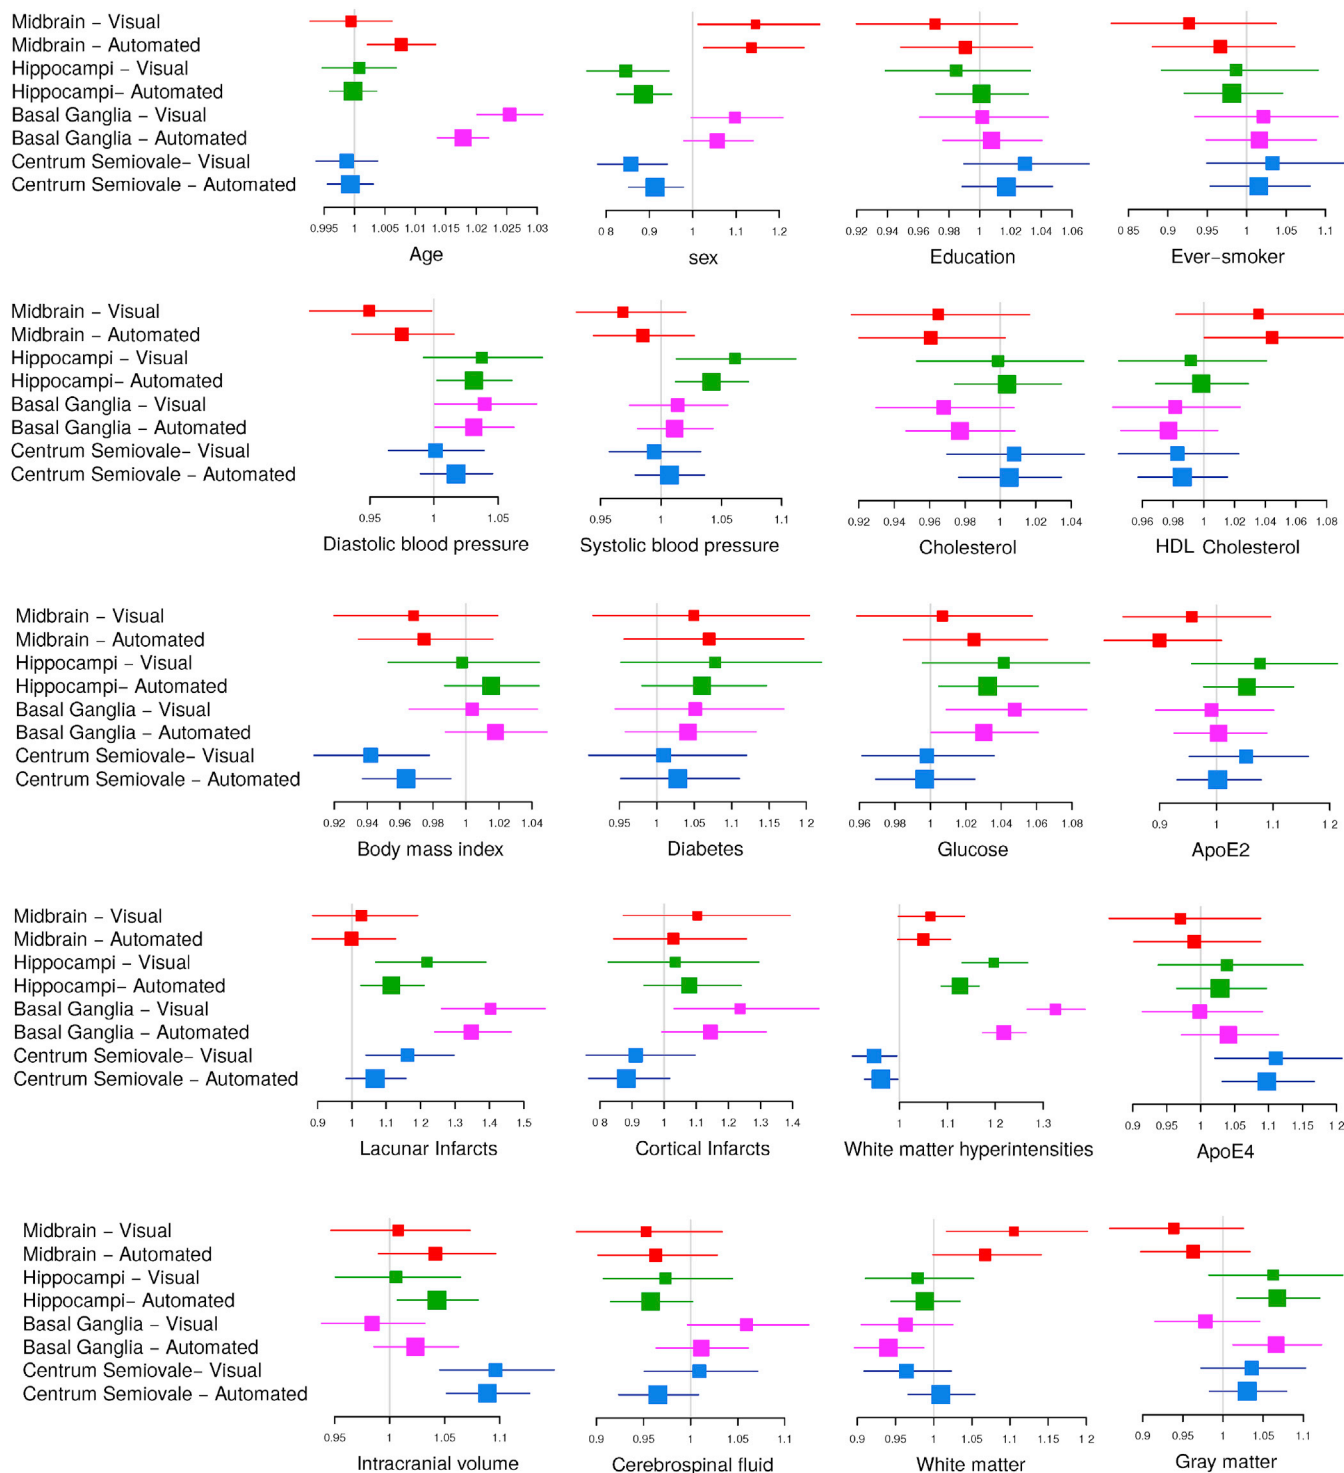 Midbrain – Visual
Midbrain – Automated
Hippocampi – Visual
Hippocampi– Automated
Basal Ganglia – Visual
Basal Ganglia – Automated
Centrum Semiovale– Visual
Centrum Semiovale – Automated
0.995 1 1.005 1.01 1.015 1.02 1.025 1.03
0.8 0.9 1 1.1 1.2
0.92 0.94 0.96 0.98 1 1.02 1.04 1.06
0.85 0.9 0.95 1 1.05 1.1
Age sex Education Ever–smoker
Midbrain – Visual
Midbrain – Automated
Hippocampi – Visual
Hippocampi– Automated
Basal Ganglia – Visual
Basal Ganglia – Automated
Centrum Semiovale– Visual
Centrum Semiovale – Automated
0.95 1 1.05
0.95 1 1.05 1.1
0.92 0.94 0.96 0.98 1 1.02 1.04
0.96 0.98 1 1.02 1.04 1.06 1.08
Diastolic blood pressure Systolic blood pressure Cholesterol HDL Cholesterol
Midbrain – Visual
Midbrain – Automated
Hippocampi – Visual
Hippocampi– Automated
Basal Ganglia – Visual
Basal Ganglia – Automated
Centrum Semiovale– Visual
Centrum Semiovale – Automated
0.92 0.94 0.96 0.98 1 1.02 1.04
0.95 1 1.05 1.1 1.15 1.2
0.96 0.98 1 1.02 1.04 1.06 1.08
0.9 1 1.1 1.2
Body mass index Diabetes Glucose ApoE2
Midbrain – Visual
Midbrain – Automated
Hippocampi – Visual
Hippocampi– Automated
Basal Ganglia – Visual
Basal Ganglia – Automated
Centrum Semiovale– Visual
Centrum Semiovale – Automated
0.9 1 1.1 1.2 1.3 1.4 1.5
0.8 0.9 1 1.1 1.2 1.3 1.4
1 1.1 1.2 1.3
0.9 0.95 1 1.05 1.1 1.15 1.2
Lacunar Infarcts Cortical Infarcts White matter hyperintensities ApoE4
Midbrain – Visual
Midbrain – Automated
Hippocampi – Visual
Hippocampi– Automated
Basal Ganglia – Visual
Basal Ganglia – Automated
Centrum Semiovale– Visual
Centrum Semiovale – Automated
0.95 1 1.05 1.1
0.9 0.95 1 1.05 1.1
0.9 0.95 1 1.05 1.1 1.15 1.2
0.9 0.95 1 1.05 1.1
Intracranial volume Cerebrospinal fluid White matter Gray matter